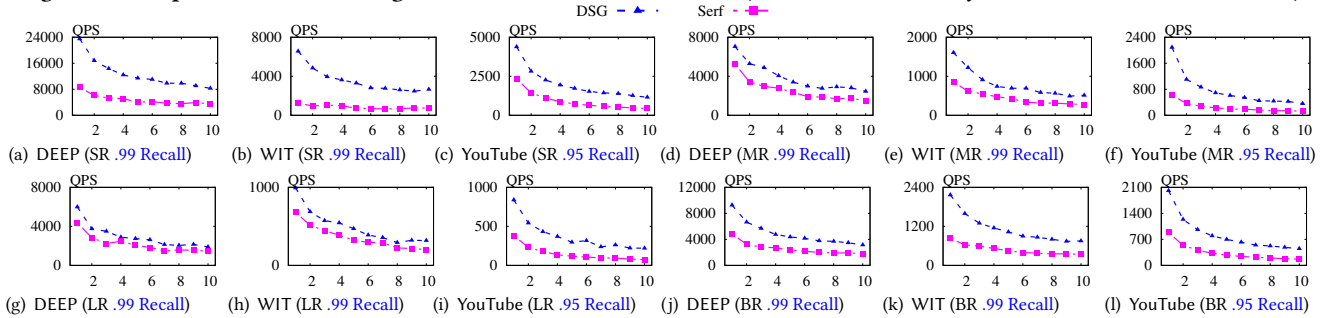 DSG Serf
QPS QPS QPS QPS QPS QPS
24000 8000 5000 8000 2000 2400
16000 4000 2500 6000 1500 1600
8000 0 0 4000 1000 800
0 2000 500 0
0 0
2 4 6 8 10 2 4 6 8 10 2 4 6 8 10 2 4 6 8 10 2 4 6 8 10 2 4 6 8 10
(a) DEEP (SR .99 Recall) (b) WIT (SR .99 Recall) (c) YouTube (SR .95 Recall) (d) DEEP (MR .99 Recall) (e) WIT (MR .99 Recall) (f) YouTube (MR .95 Recall)
QPS QPS QPS QPS QPS QPS
8000 1000 1000 12000 2400 2100
4000 500 500 8000 1600 1400
0 0 0 4000 800 700
0 0 0
2 4 6 8 10 2 4 6 8 10 2 4 6 8 10 2 4 6 8 10 2 4 6 8 10 2 4 6 8 10
(g) DEEP (LR .99 Recall) (h) WIT (LR .99 Recall) (i) YouTube (LR .95 Recall) (j) DEEP (BR .99 Recall) (k) WIT (BR .99 Recall) (l) YouTube (BR .95 Recall)